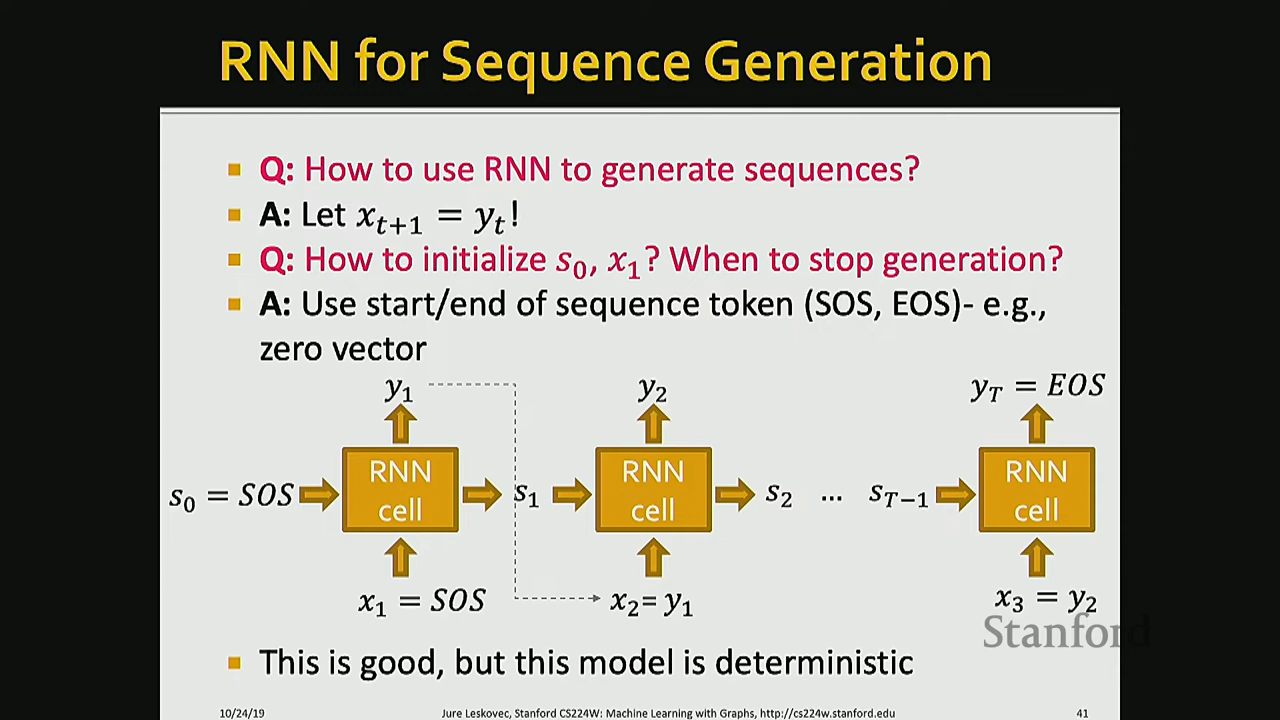 RNN for Sequence Generation
Q: How to use RNN to generate sequences?
A: Let x_{t+1} = y_t!
Q: How to initialize s_0, x_1? When to stop generation?
A: Use start/end of sequence token (SOS, EOS)- e.g.,
zero vector
y_1 y_2 y_T = EOS
s_0 = SOS RNN cell s_1 RNN cell s_2 ... s_{T-1} RNN cell
x_1 = SOS x_2= y_1 x_3 = y_2
Stanford
This is good, but this model is deterministic
10/24/19 Jure Leskovec, Stanford CS224W: Machine Learning with Graphs, http://cs224w.stanford.edu 41